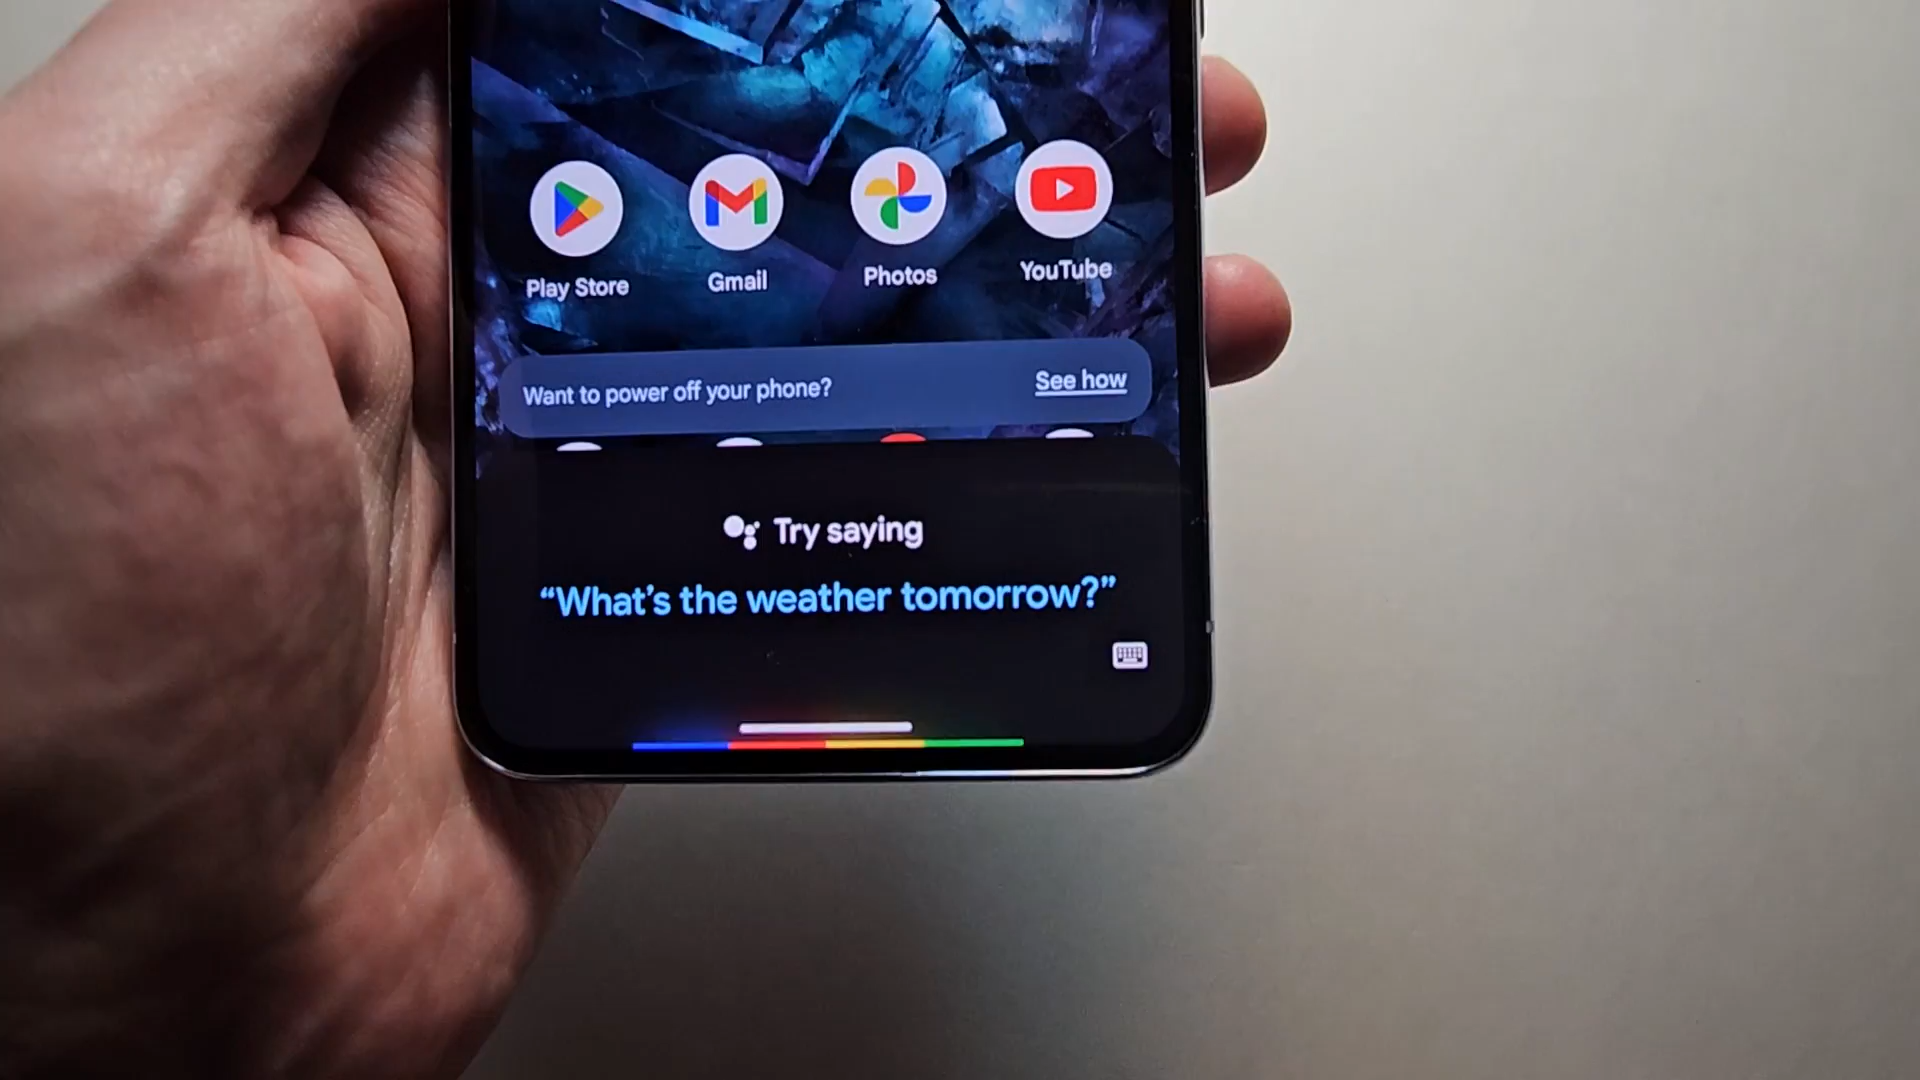 Play Store Gmail Photos YouTube
Want to power off your phone? See how
Try saying
“What’s the weather tomorrow?”